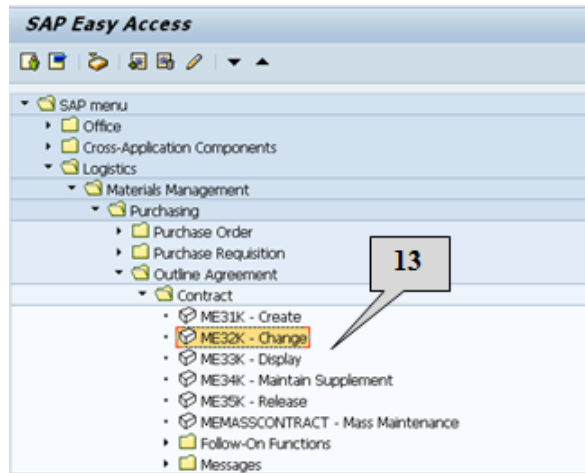 SAP Easy Access
SAP menu
Office
Cross-Application Components
Logistics
Materials Management
Purchasing
Purchase Order
Purchase Requisition
Outline Agreement
13
Contract
ME31K - Create
ME32K - Change
ME33K - Display
ME34K - Maintain Supplement
ME35K - Release
MEMASSCONTRACT - Mass Maintenance
Follow-On Functions
Messages